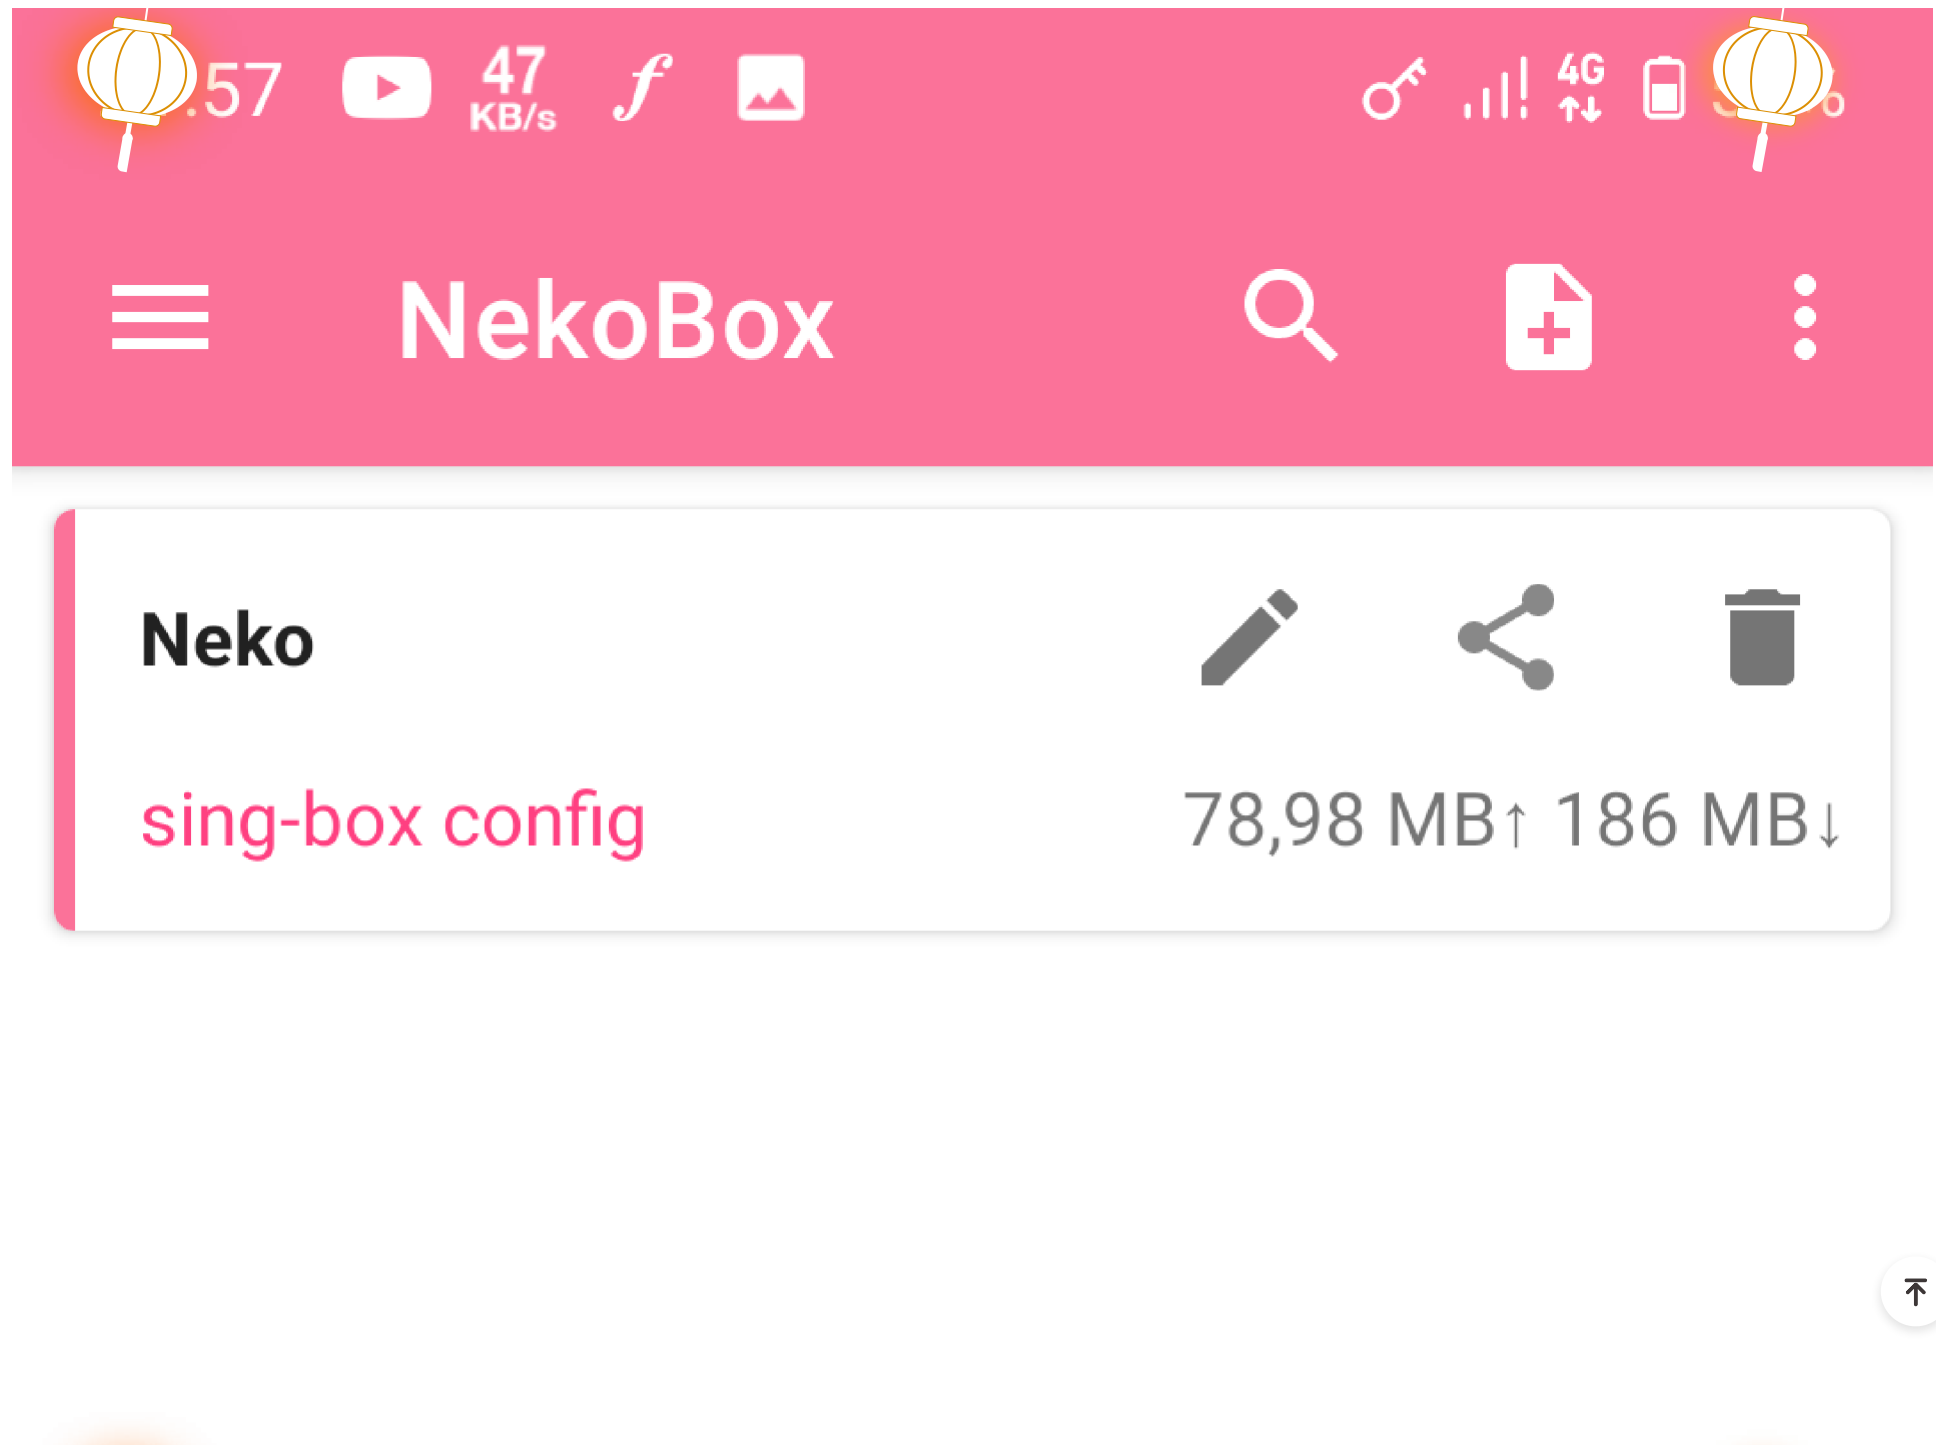 .57
47
KB/s
f
4G
NekoBox
Neko
sing-box config
78,98 MB↑ 186 MB↓